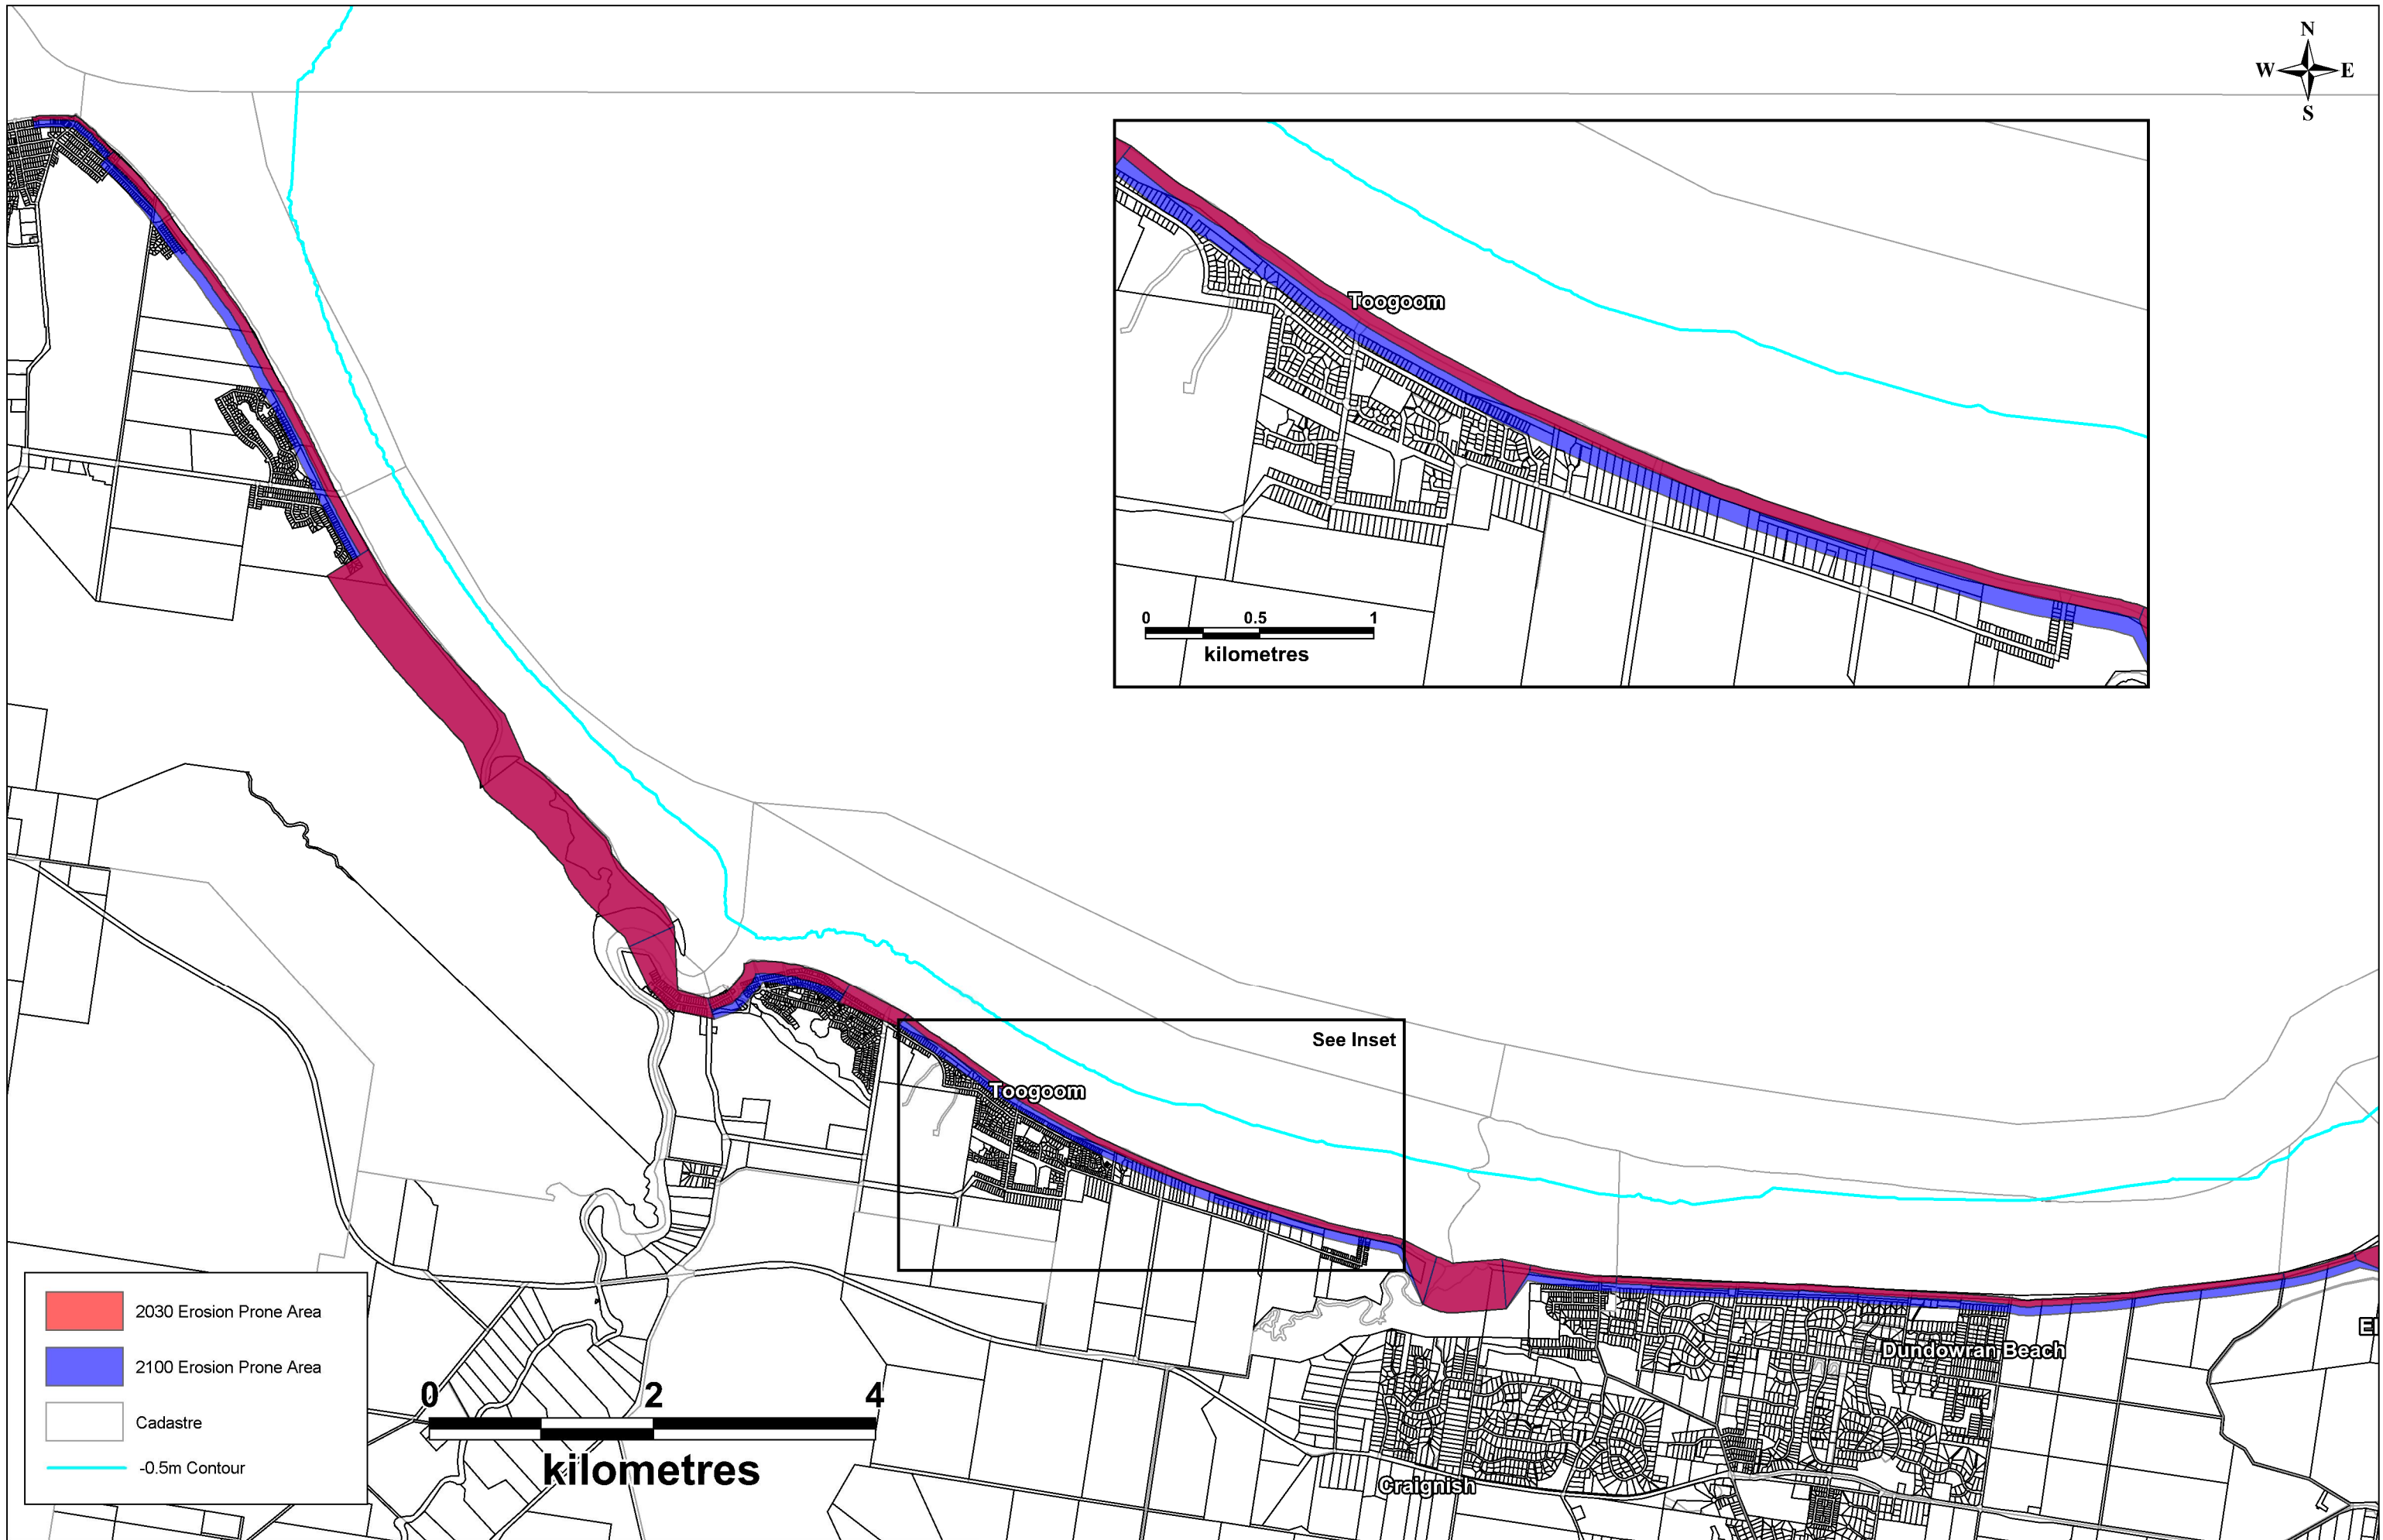 N
W E
S
Toogoom
0 0.5 1
kilometres
See Inset
Toogoom
2030 Erosion Prone Area
2100 Erosion Prone Area
Cadastre
-0.5m Contour
0 2 4
kilometres
Dundowran Beach
Craignish